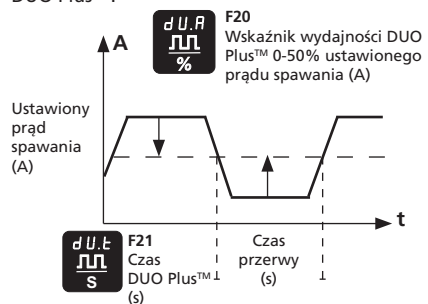 DUO Plus™.
dU.A
%
F20
Wskaźnik wydajności DUO
Plus™ 0-50% ustawionego
prądu spawania (A)
A
Ustawiony
prąd
spawania
(A)
t
dU.t
S
F21
Czas
DUO Plus™
(s)
Czas
przerwy
(s)